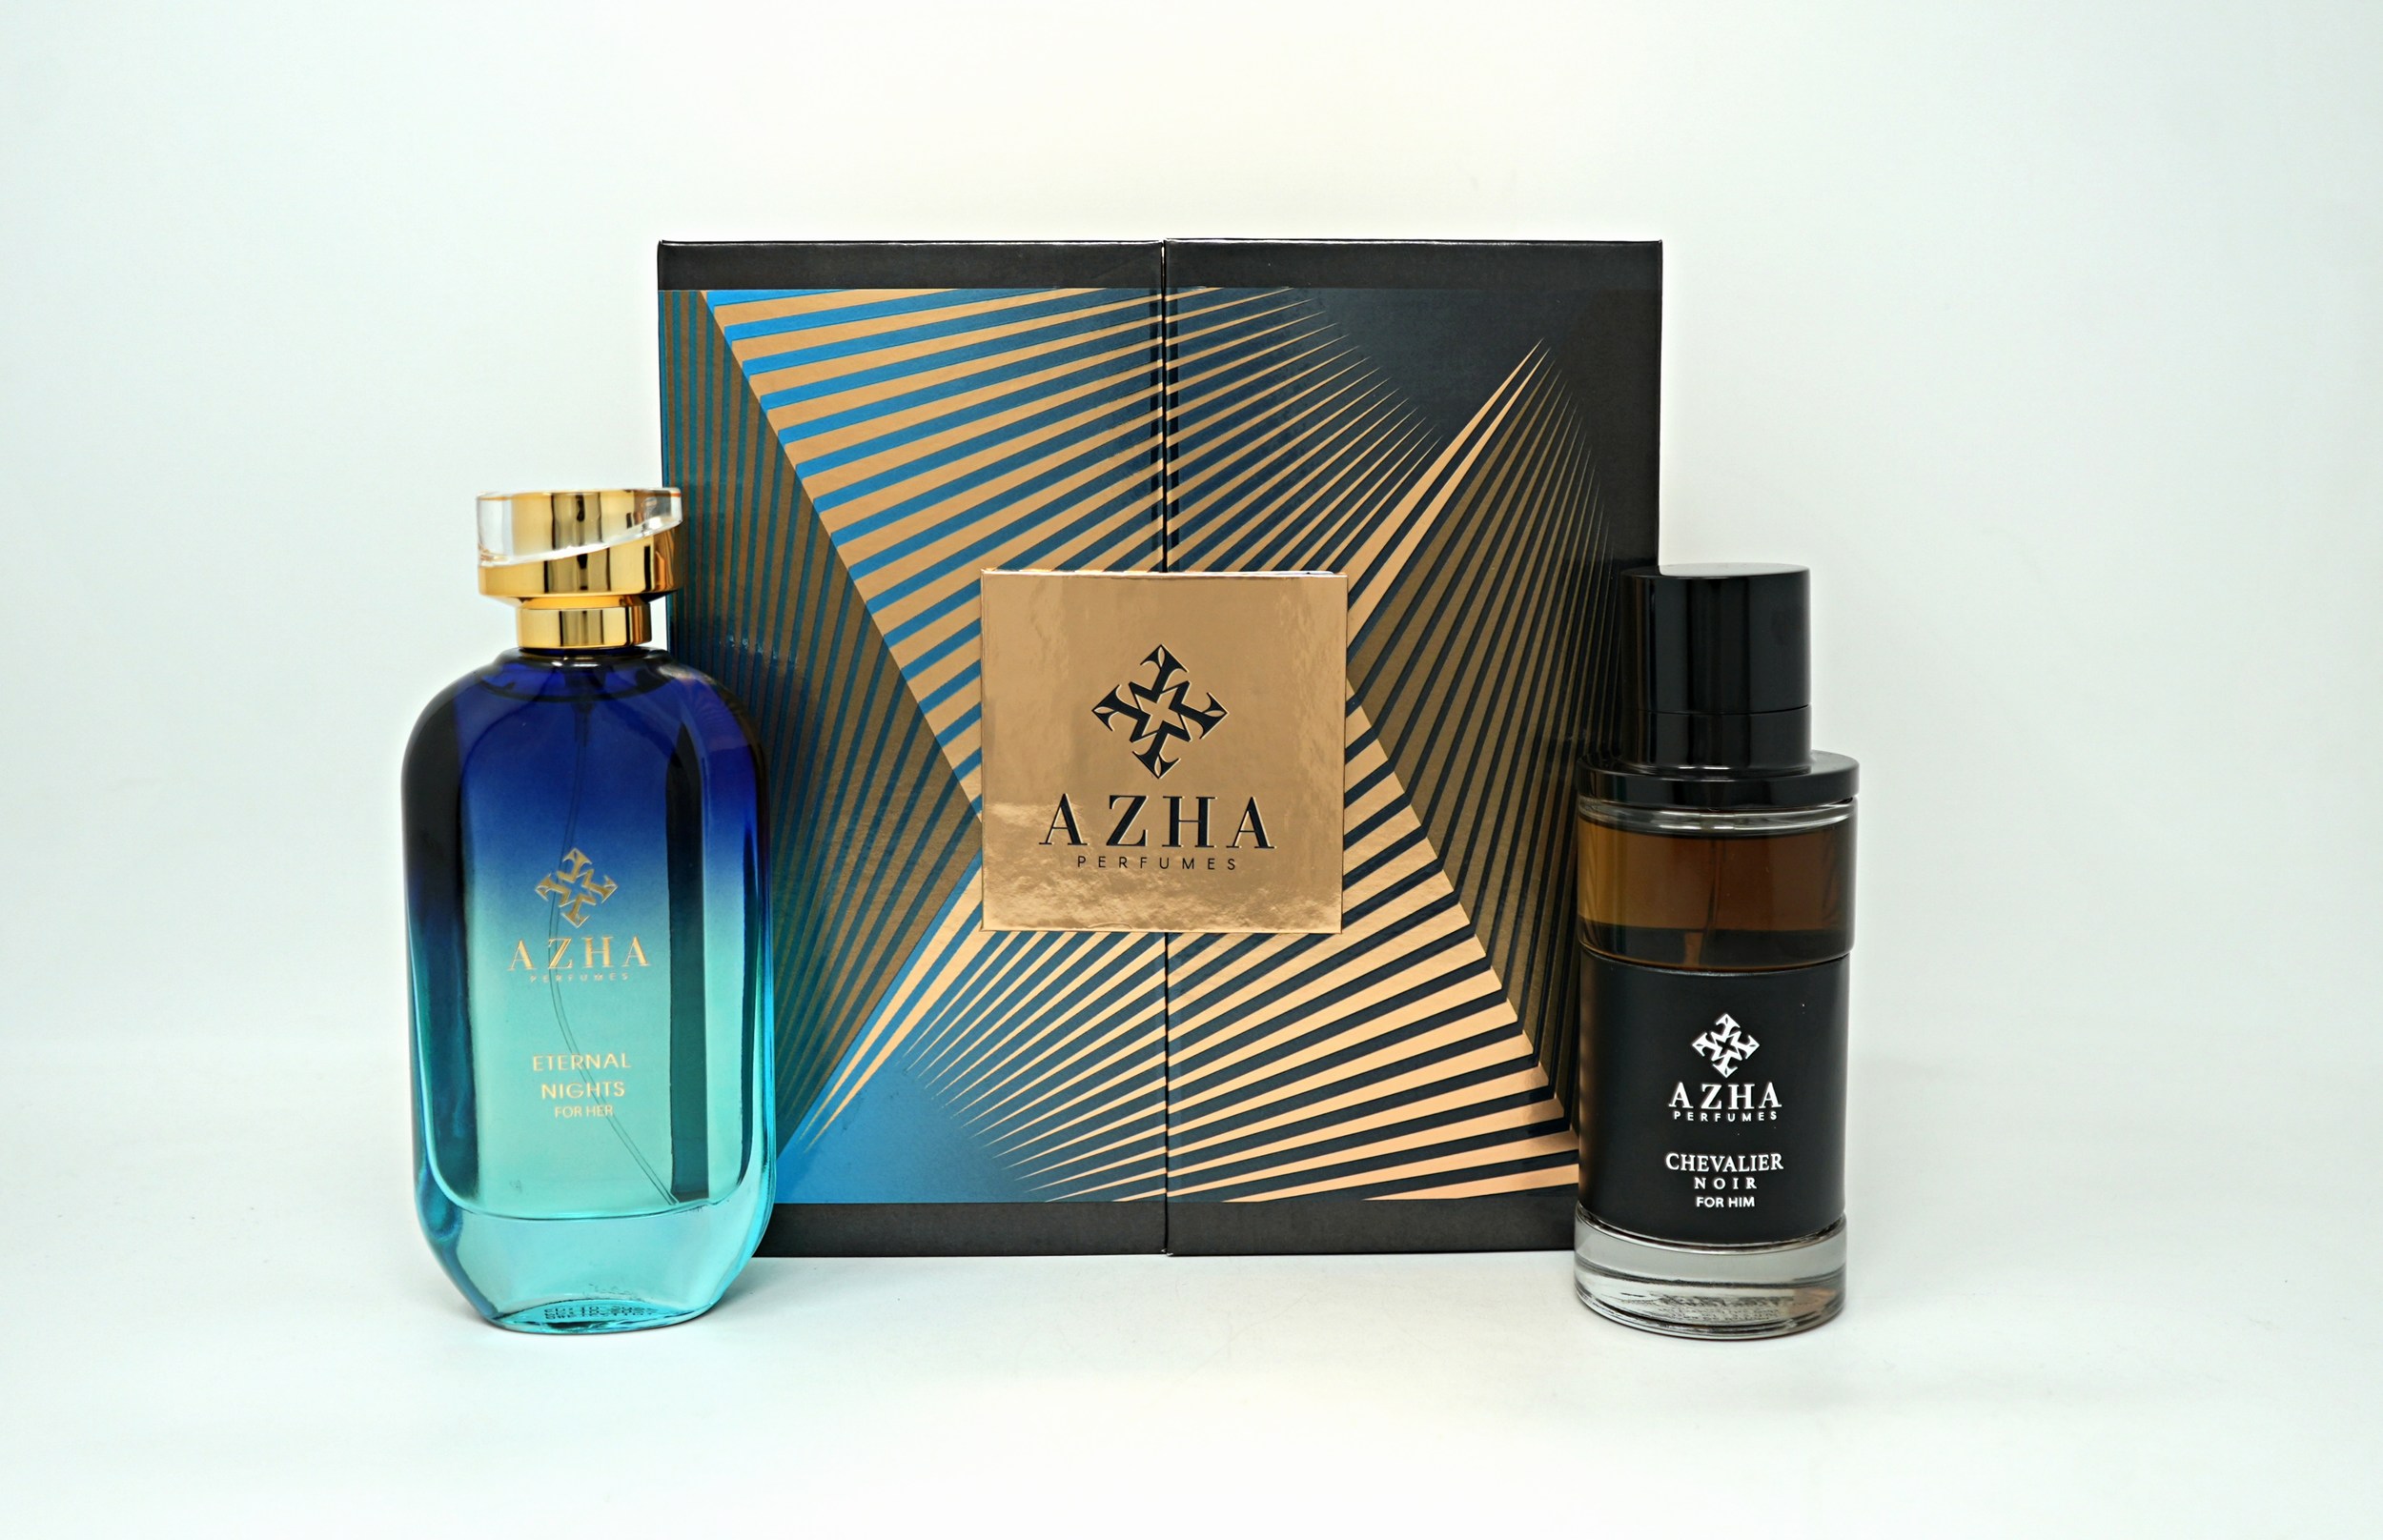 AZHA
PERFUMES
AZHA
PERFUMES
ETERNAL
NIGHTS
FOR HER
AZHA
PERFUMES
CHEVALIER
NOIR
FOR HIM